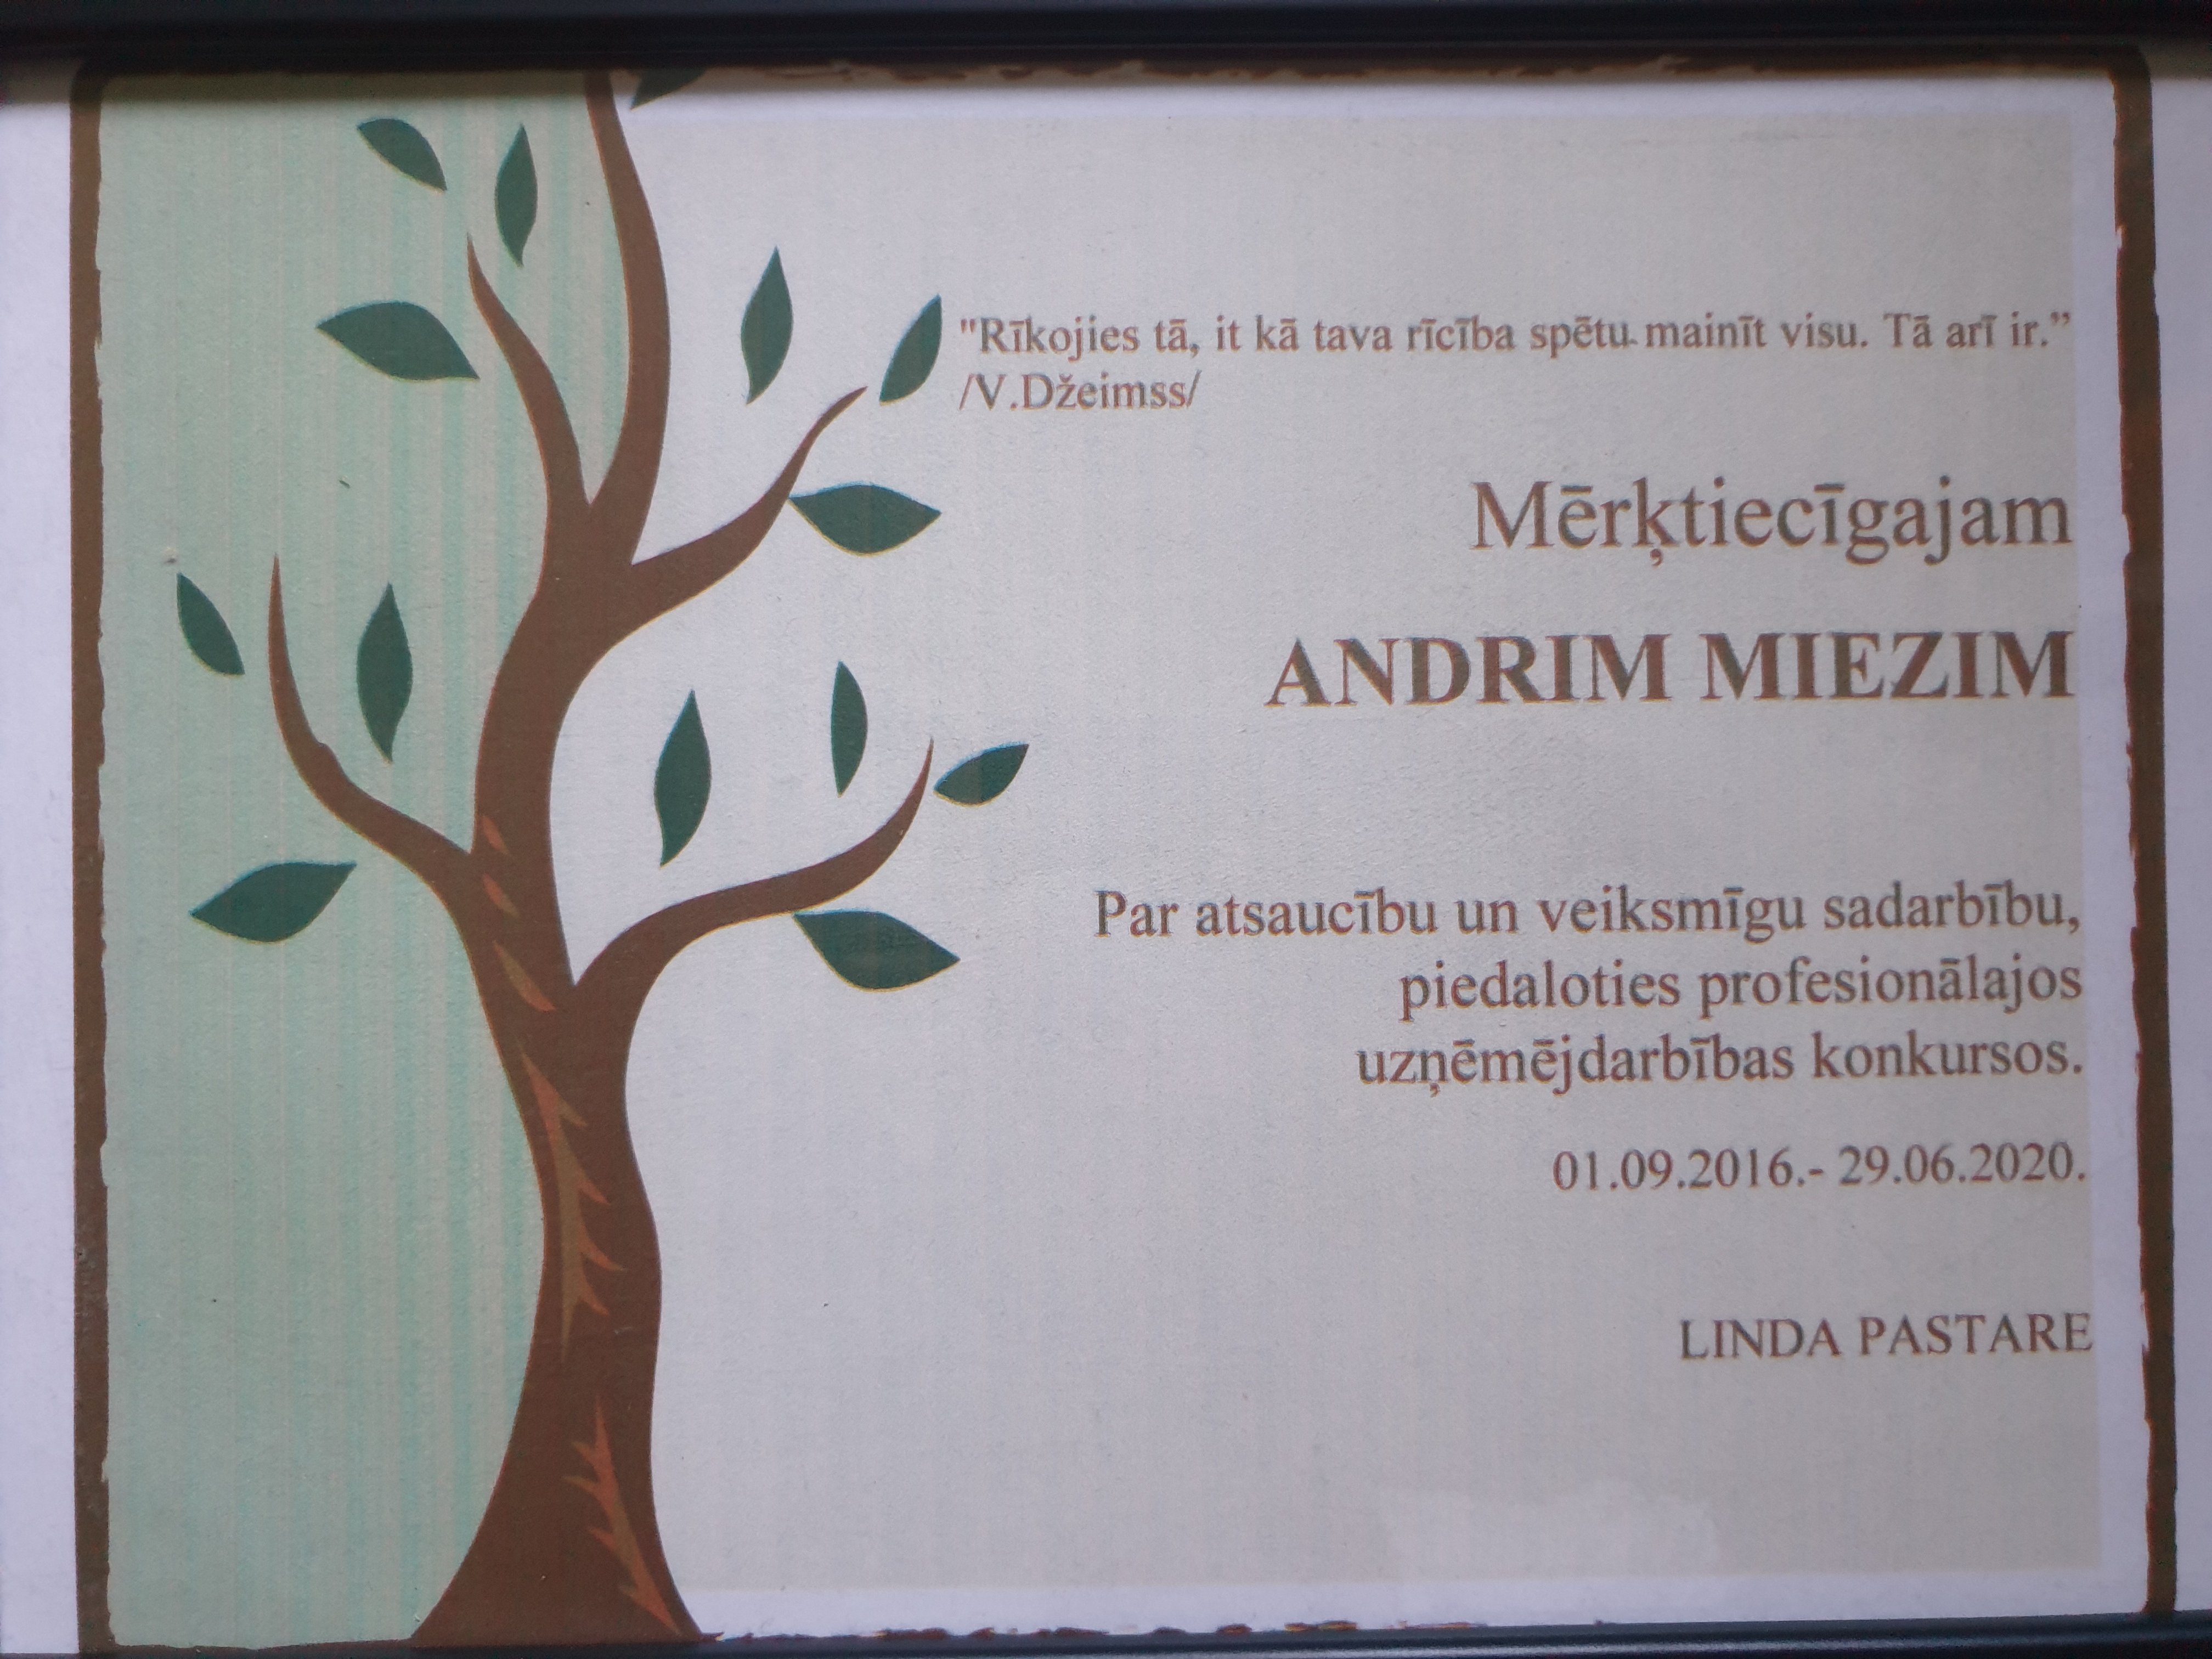 "Rīkojies tā, it kā tava rīcība spētu mainīt visu. Tā arī ir.”
/V.Džeimss/
Mērķtiecīgajam
ANDRIM MIEZIM
Par atsaucību un veiksmīgu sadarbību,
piedaloties profesionālajos
uzņēmējdarbības konkursos.
01.09.2016.- 29.06.2020.
LINDA PASTARE